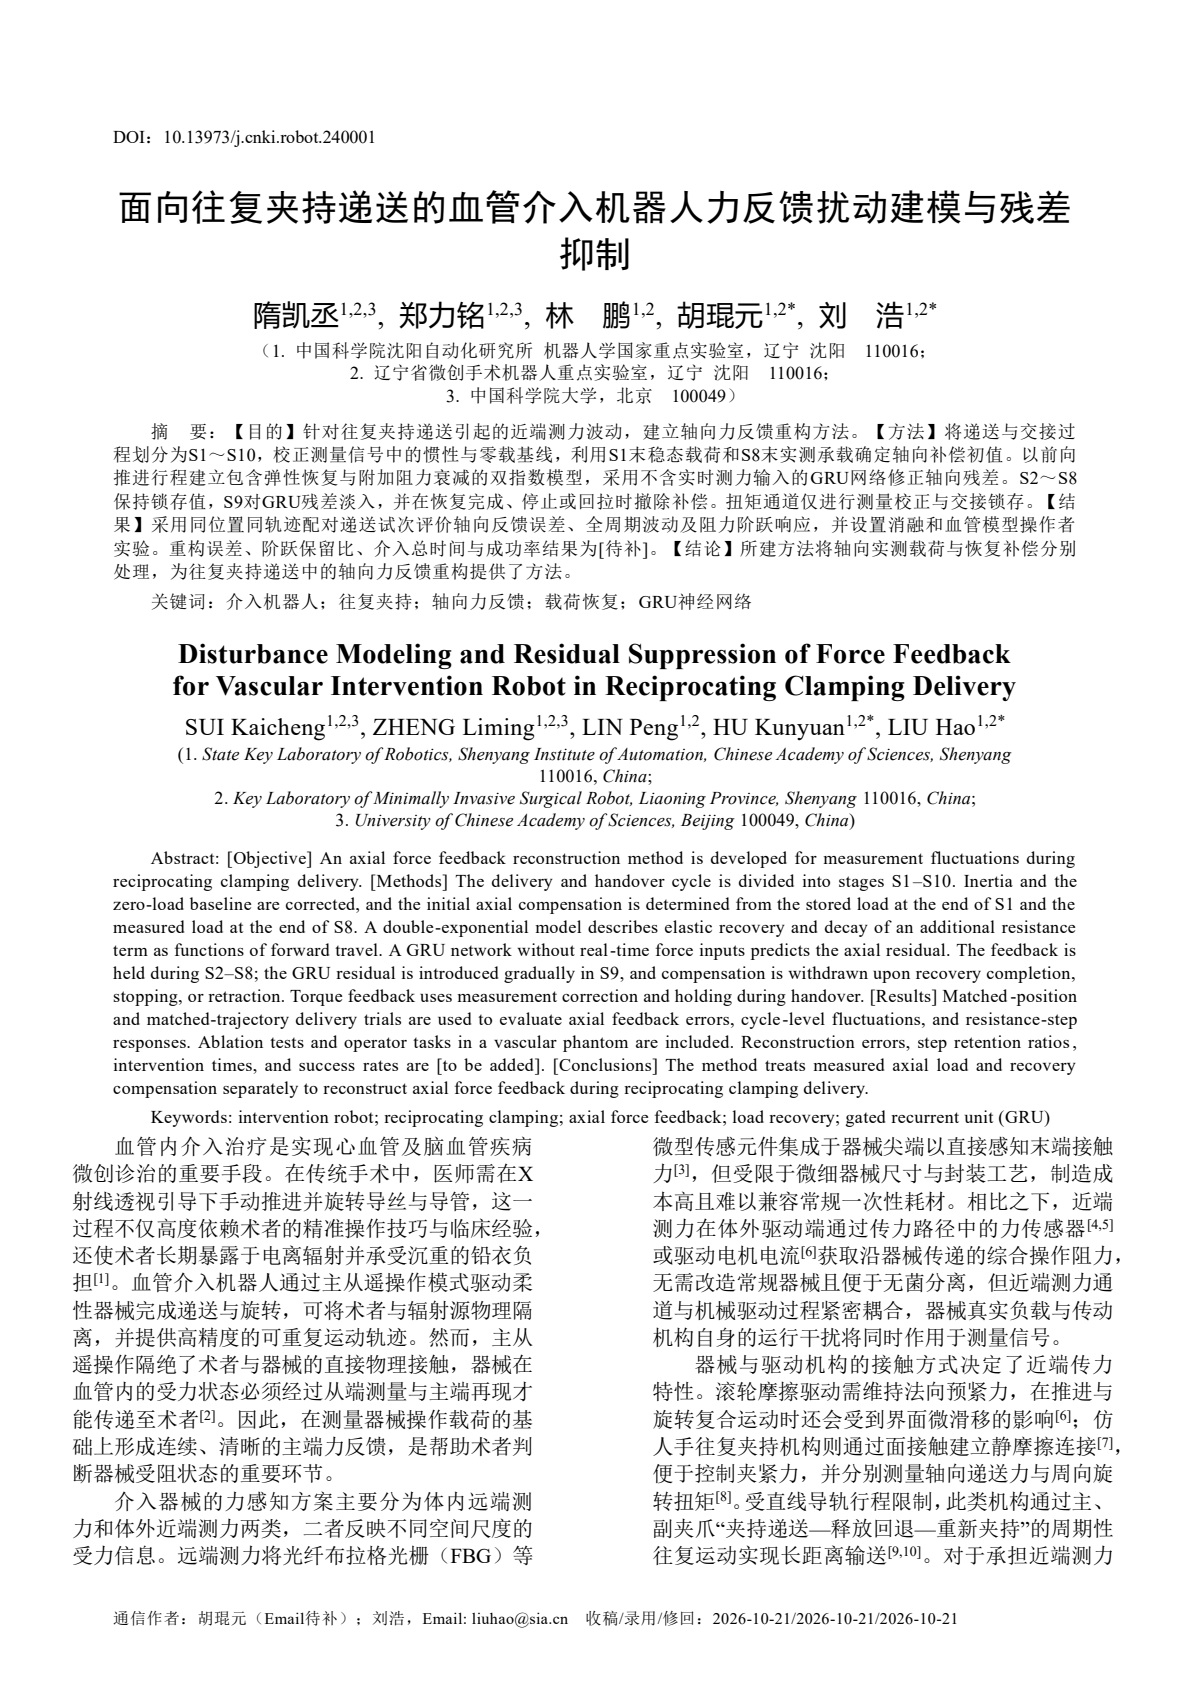 DOI：10.13973/j.cnki.robot.240001
面向往复夹持递送的血管介入机器人力反馈扰动建模与残差
抑制
隋凯丞1,2,3, 郑力铭1,2,3, 林　鹏1,2, 胡琨元1,2*, 刘　浩1,2*
（1. 中国科学院沈阳自动化研究所 机器人学国家重点实验室，辽宁 沈阳　110016；
2. 辽宁省微创手术机器人重点实验室，辽宁 沈阳　110016；
3. 中国科学院大学，北京　100049）
摘　要：【目的】针对往复夹持递送引起的近端测力波动，建立轴向力反馈重构方法。【方法】将递送与交接过
程划分为S1～S10，校正测量信号中的惯性与零载基线，利用S1末稳态载荷和S8末实测承载确定轴向补偿初值。以前向
推进行程建立包含弹性恢复与附加阻力衰减的双指数模型，采用不含实时测力输入的GRU网络修正轴向残差。S2～S8
保持锁存值，S9对GRU残差淡入，并在恢复完成、停止或回拉时撤除补偿。扭矩通道仅进行测量校正与交接锁存。【结
果】采用同位置同轨迹配对递送试次评价轴向反馈误差、全周期波动及阻力阶跃响应，并设置消融和血管模型操作者
实验。重构误差、阶跃保留比、介入总时间与成功率结果为[待补]。【结论】所建方法将轴向实测载荷与恢复补偿分别
处理，为往复夹持递送中的轴向力反馈重构提供了方法。
关键词：介入机器人；往复夹持；轴向力反馈；载荷恢复；GRU神经网络
Disturbance Modeling and Residual Suppression of Force Feedback
for Vascular Intervention Robot in Reciprocating Clamping Delivery
SUI Kaicheng1,2,3, ZHENG Liming1,2,3, LIN Peng1,2, HU Kunyuan1,2*, LIU Hao1,2*
(1. State Key Laboratory of Robotics, Shenyang Institute of Automation, Chinese Academy of Sciences, Shenyang
110016, China;
2. Key Laboratory of Minimally Invasive Surgical Robot, Liaoning Province, Shenyang 110016, China;
3. University of Chinese Academy of Sciences, Beijing 100049, China)
Abstract: [Objective] An axial force feedback reconstruction method is developed for measurement fluctuations during
reciprocating clamping delivery. [Methods] The delivery and handover cycle is divided into stages S1–S10. Inertia and the
zero-load baseline are corrected, and the initial axial compensation is determined from the stored load at the end of S1 and the
measured load at the end of S8. A double-exponential model describes elastic recovery and decay of an additional resistance
term as functions of forward travel. A GRU network without real-time force inputs predicts the axial residual. The feedback is
held during S2–S8; the GRU residual is introduced gradually in S9, and compensation is withdrawn upon recovery completion,
stopping, or retraction. Torque feedback uses measurement correction and holding during handover. [Results] Matched-position
and matched-trajectory delivery trials are used to evaluate axial feedback errors, cycle-level fluctuations, and resistance-step
responses. Ablation tests and operator tasks in a vascular phantom are included. Reconstruction errors, step retention ratios,
intervention times, and success rates are [to be added]. [Conclusions] The method treats measured axial load and recovery
compensation separately to reconstruct axial force feedback during reciprocating clamping delivery.
Keywords: intervention robot; reciprocating clamping; axial force feedback; load recovery; gated recurrent unit (GRU)
血管内介入治疗是实现心血管及脑血管疾病
微创诊治的重要手段。在传统手术中，医师需在X
射线透视引导下手动推进并旋转导丝与导管，这一
过程不仅高度依赖术者的精准操作技巧与临床经验，
还使术者长期暴露于电离辐射并承受沉重的铅衣负
担[1]。血管介入机器人通过主从遥操作模式驱动柔
性器械完成递送与旋转，可将术者与辐射源物理隔
离，并提供高精度的可重复运动轨迹。然而，主从
遥操作隔绝了术者与器械的直接物理接触，器械在
血管内的受力状态必须经过从端测量与主端再现才
能传递至术者[2]。因此，在测量器械操作载荷的基
础上形成连续、清晰的主端力反馈，是帮助术者判
断器械受阻状态的重要环节。
介入器械的力感知方案主要分为体内远端测
力和体外近端测力两类，二者反映不同空间尺度的
受力信息。远端测力将光纤布拉格光栅（FBG）等
微型传感元件集成于器械尖端以直接感知末端接触
力[3]，但受限于微细器械尺寸与封装工艺，制造成
本高且难以兼容常规一次性耗材。相比之下，近端
测力在体外驱动端通过传力路径中的力传感器[4,5]
或驱动电机电流[6]获取沿器械传递的综合操作阻力，
无需改造常规器械且便于无菌分离，但近端测力通
道与机械驱动过程紧密耦合，器械真实负载与传动
机构自身的运行干扰将同时作用于测量信号。
器械与驱动机构的接触方式决定了近端传力
特性。滚轮摩擦驱动需维持法向预紧力，在推进与
旋转复合运动时还会受到界面微滑移的影响[6]；仿
人手往复夹持机构则通过面接触建立静摩擦连接[7]，
便于控制夹紧力，并分别测量轴向递送力与周向旋
转扭矩[8]。受直线导轨行程限制，此类机构通过主、
副夹爪“夹持递送—释放回退—重新夹持”的周期性
往复运动实现长距离输送[9,10]。对于承担近端测力
通信作者：胡琨元（Email待补）；刘浩，Email: liuhao@sia.cn　收稿/录用/修回：2026-10-21/2026-10-21/2026-10-21